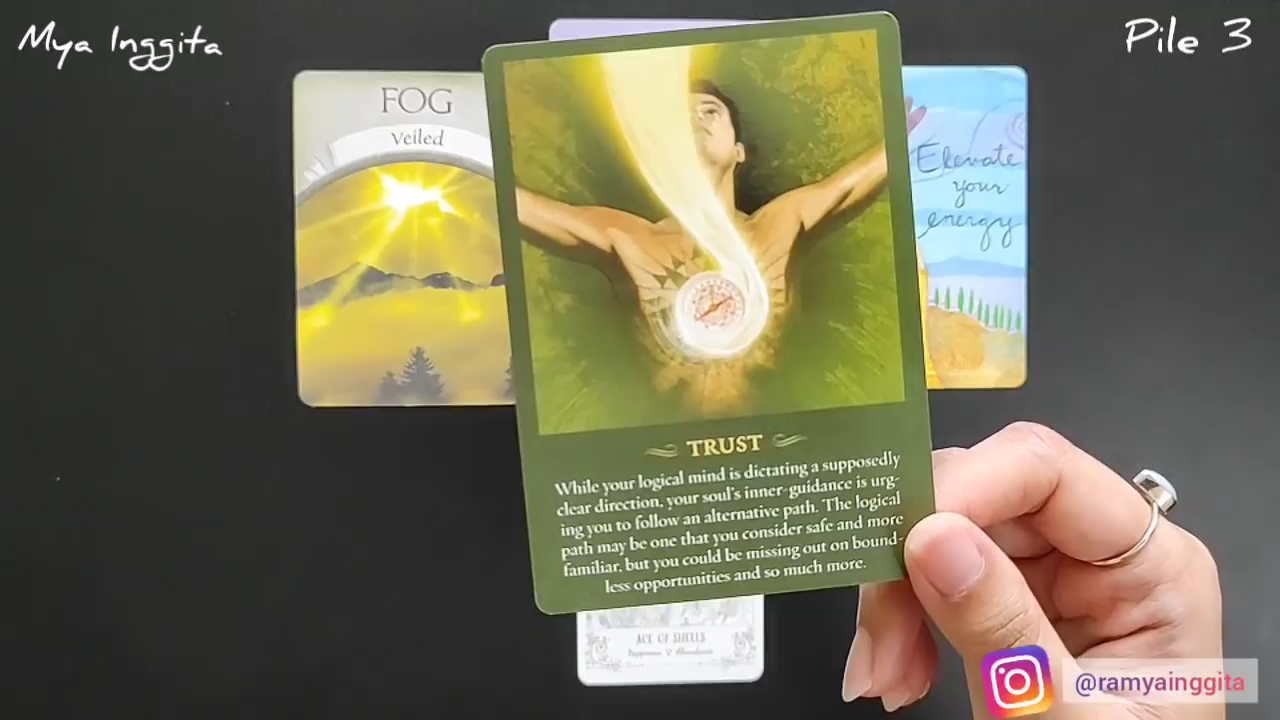 Mya Inggita
Pile 3
FOG
Veiled
Elevate
your
energy
TRUST
While your logical mind is dictating a supposedly
clear direction, your soul's inner-guidance is urg-
ing you to follow an alternative path. The logical
path may be one that you consider safe and more
familiar, but you could be missing out on bound-
less opportunities and so much more.
ACE OF SHELLS
Happiness & Abundance
@ramyainggita